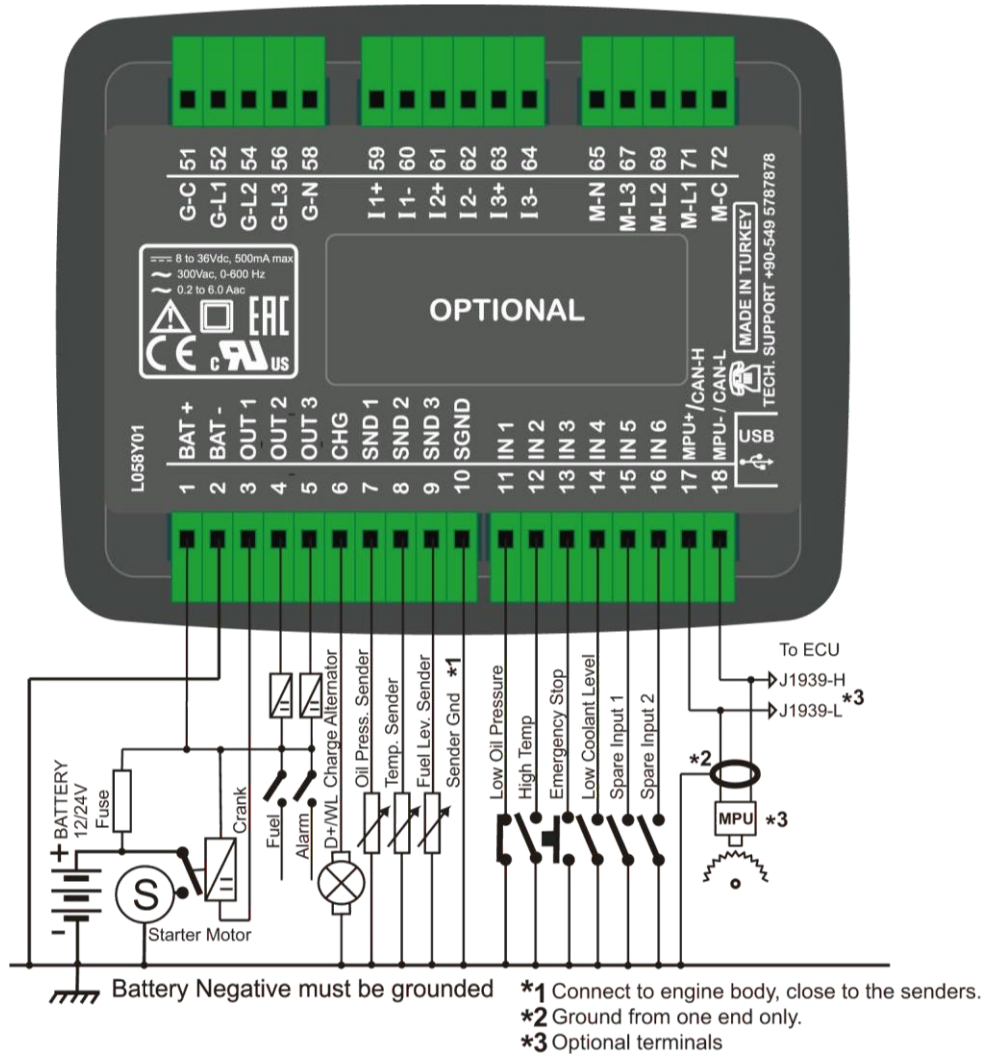 G-C 51
G-L1 52
G-L2 54
G-L3 56
G-N 58
I1+ 59
I1- 60
I2+ 61
I2- 62
I3+ 63
I3- 64
M-N 65
M-L3 67
M-L2 69
M-L1 71
M-C 72
8 to 36Vdc, 500mA max
300Vac, 0-600 Hz
0.2 to 6.0 Aac
EAC
CE
c RU US
OPTIONAL
MADE IN TURKEY
TECH. SUPPORT +90-549 5787878
USB
L058Y01
1 BAT +
2 BAT -
3 OUT 1
4 OUT 2
5 OUT 3
6 CHG
7 SND 1
8 SND 2
9 SND 3
10 SGND
11 IN 1
12 IN 2
13 IN 3
14 IN 4
15 IN 5
16 IN 6
17 MPU+/CAN-H
18 MPU-/ CAN-L
+ BATTERY
12/24V
Fuse
-
S
Starter Motor
Crank
Fuel
Alarm
D+/WL Charge Alternator
Oil Press. Sender
Temp. Sender
Fuel Lev. Sender
Sender Gnd *1
Low Oil Pressure
High Temp
Emergency Stop
Low Coolant Level
Spare Input 1
Spare Input 2
To ECU
J1939-H
J1939-L *3
*2
MPU *3
Battery Negative must be grounded
*1 Connect to engine body, close to the senders.
*2 Ground from one end only.
*3 Optional terminals